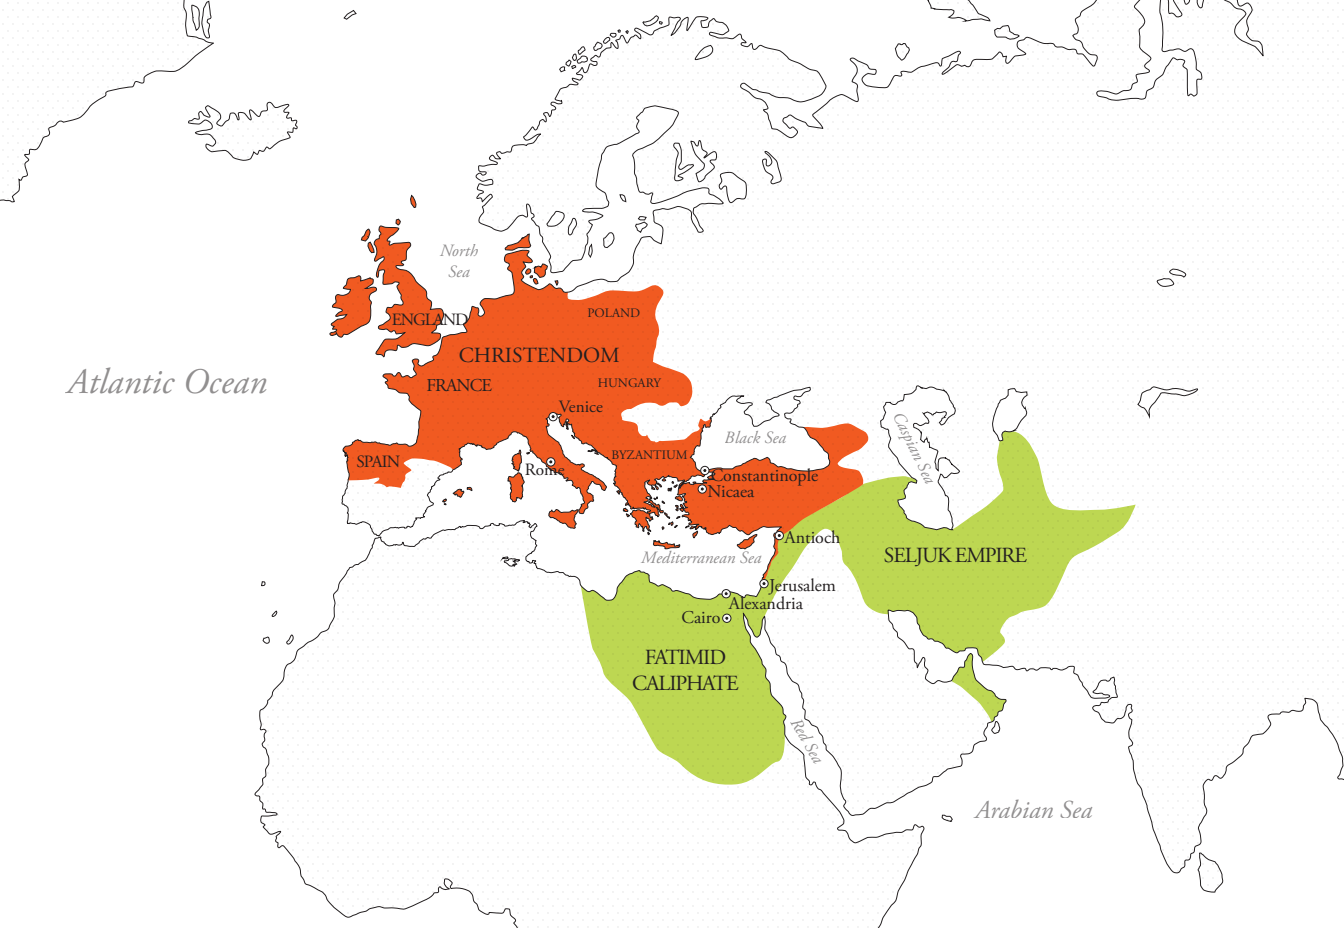 North
Sea
ENGLAND
POLAND
CHRISTENDOM
FRANCE
HUNGARY
Atlantic Ocean
Venice
Black Sea
Caspian Sea
SPAIN
Rome
BYZANTIUM
Constantinople
Nicaea
Antioch
Mediterranean Sea
SELJUK EMPIRE
Jerusalem
Alexandria
Cairo
FATIMID
CALIPHATE
Red Sea
Arabian Sea